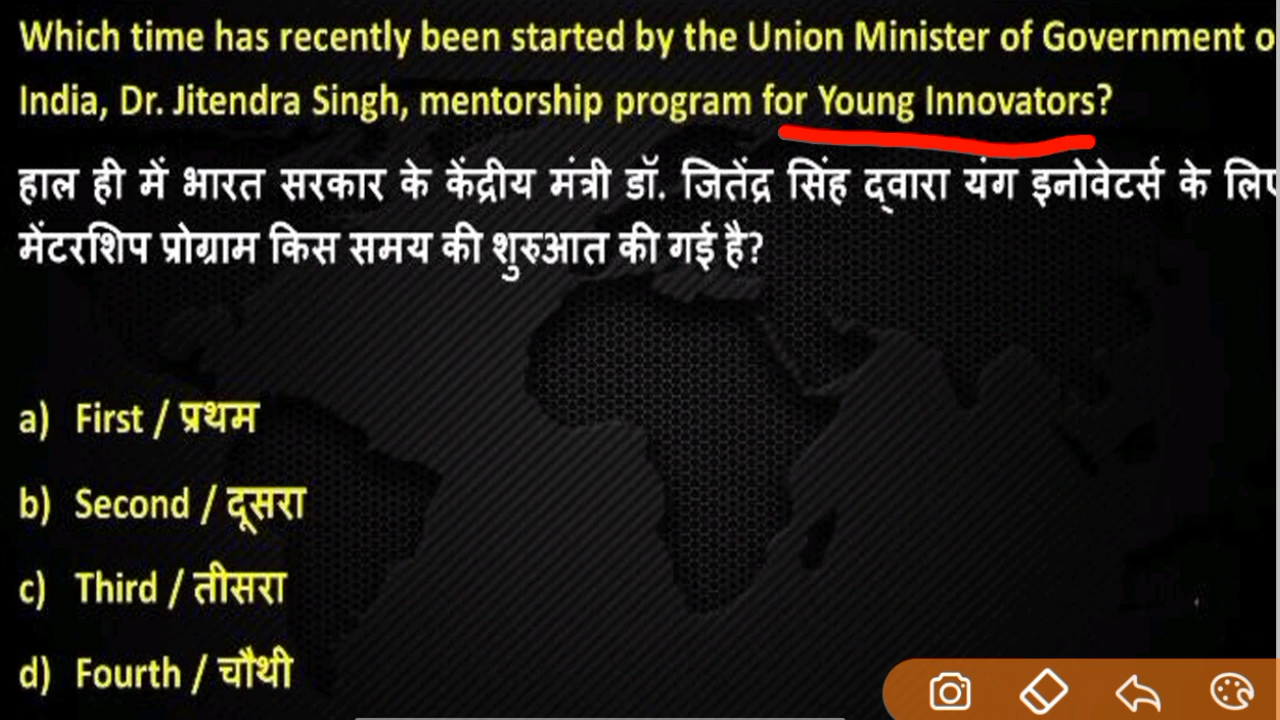 Which time has recently been started by the Union Minister of Government o
India, Dr. Jitendra Singh, mentorship program for Young Innovators?
हाल ही में भारत सरकार के केंद्रीय मंत्री डॉ. जितेंद्र सिंह द्वारा यंग इनोवेटर्स के लिए
मेंटरशिप प्रोग्राम किस समय की शुरुआत की गई है?
a) First / प्रथम
b) Second / दूसरा
c) Third / तीसरा
d) Fourth / चौथी